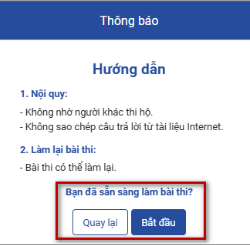 Thông báo
Hướng dẫn
1. Nội quy:
- Không nhờ người khác thi hộ.
- Không sao chép câu trả lời từ tài liệu Internet.
2. Làm lại bài thi:
- Bài thi có thể làm lại.
Bạn đã sẵn sàng làm bài thi?
Quay lại
Bắt đầu